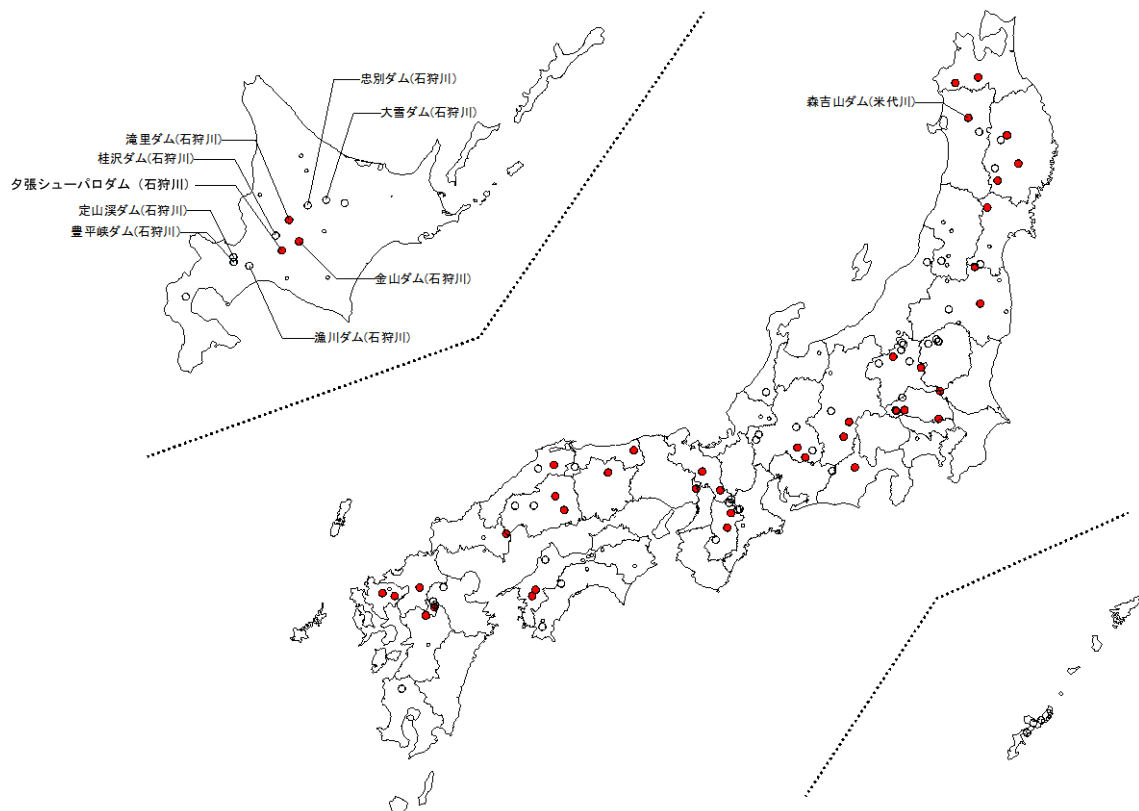 忠別ダム(石狩川)
大雪ダム(石狩川)
森吉山ダム(米代川)
滝里ダム(石狩川)
桂沢ダム(石狩川)
夕張シューパロダム（石狩川）
定山渓ダム(石狩川)
豊平峡ダム(石狩川)
金山ダム(石狩川)
漁川ダム(石狩川)